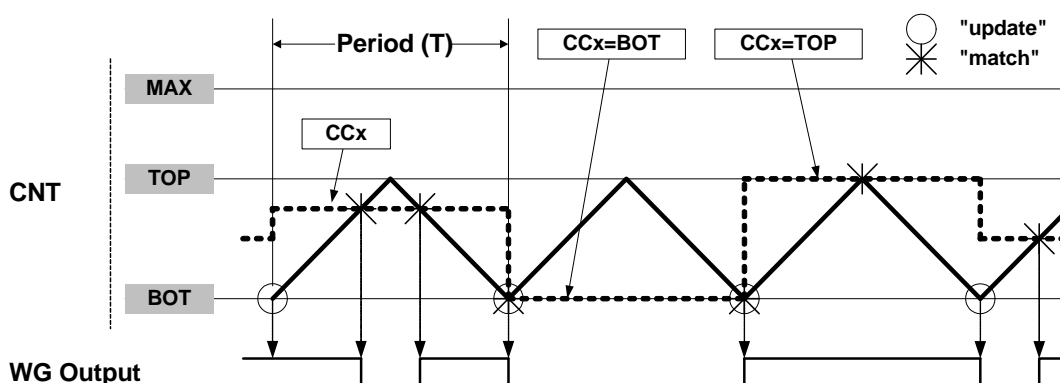 Period (T)
CCx=BOT
CCx=TOP
"update"
"match"
MAX
CCx
TOP
CNT
BOT
WG Output